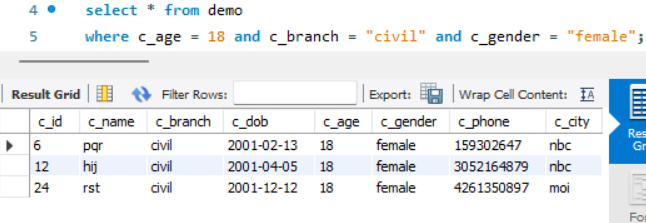 4 select * from demo
5 where c_age = 18 and c_branch = "civil" and c_gender = "female";
Result Grid Filter Rows: Export: Wrap Cell Content: IA
c_id c_name c_branch c_dob c_age c_gender c_phone c_city
6 pqr civil 2001-02-13 18 female 159302647 nbc
12 hij civil 2001-04-05 18 female 3052164879 nbc
24 rst civil 2001-12-12 18 female 4261350897 moi